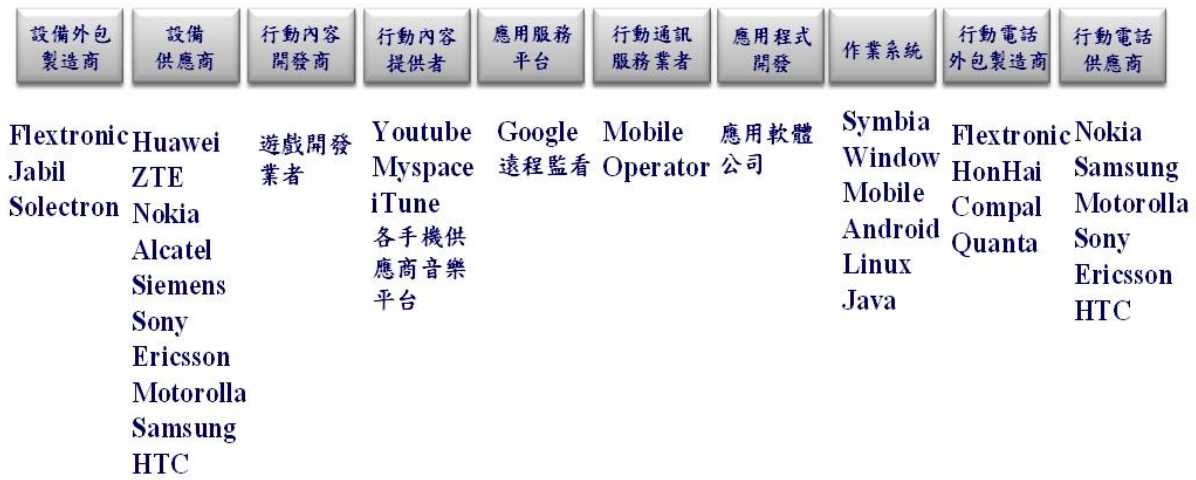 設備外包
製造商
設備
供應商
行動內容
開發商
行動內容
提供者
應用服務
平台
行動通訊
服務業者
應用程式
開發
作業系統
行動電話
外包製造商
行動電話
供應商
Flextronic
Jabil
Solectron
Huawei
ZTE
Nokia
Alcatel
Siemens
Sony
Ericsson
Motorolla
Samsung
HTC
遊戲開發
業者
Youtube
Myspace
iTune
各手機供
應商音樂
平台
Google
遠程監看
Mobile
Operator
應用軟體
公司
Symbia
Window
Mobile
Android
Linux
Java
Flextronic
HonHai
Compal
Quanta
Nokia
Samsung
Motorolla
Sony
Ericsson
HTC